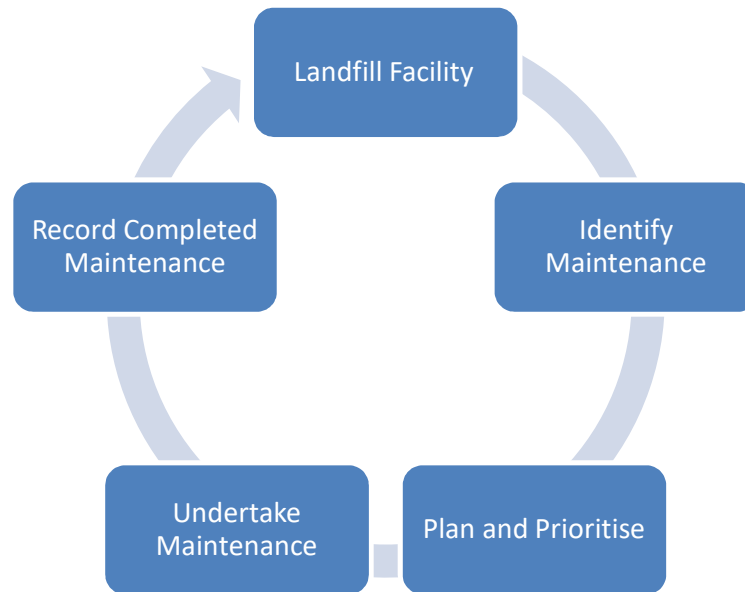 Landfill Facility
Identify
Maintenance
Plan and Prioritise
Undertake
Maintenance
Record Completed
Maintenance